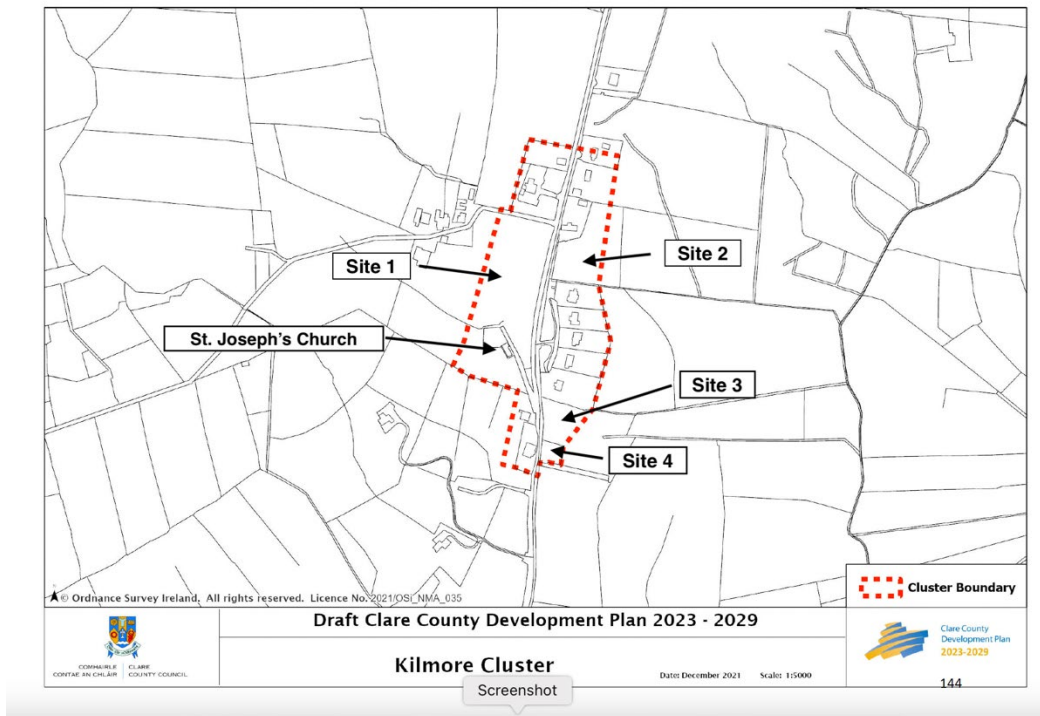 Site 1
Site 2
St. Joseph's Church
Site 3
Site 4
© Ordnance Survey Ireland. All rights reserved. Licence No. 2021/OSi_NMA_035
Cluster Boundary
COMHAIRLE CONTAE AN CHLÁIR
CLARE COUNTY COUNCIL
Draft Clare County Development Plan 2023 - 2029
Kilmore Cluster
Date: December 2021 Scale: 1:5000
Clare County
Development Plan
2023-2029
144
Screenshot